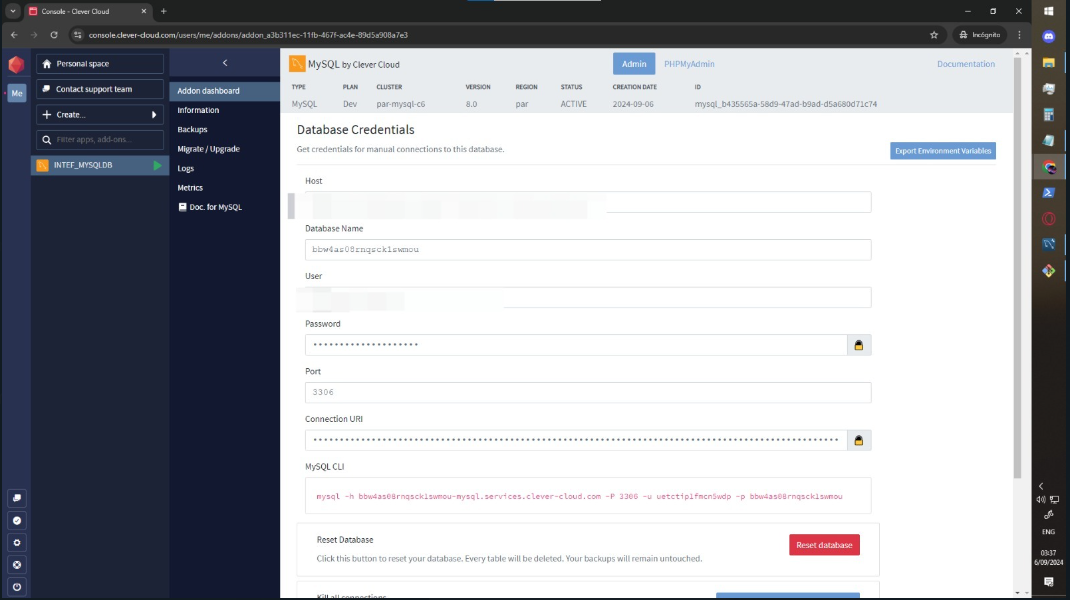 Console - Clever Cloud
console.clever-cloud.com/users/me/addons/addon_a3b311ec-11fb-467f-ac4e-89d5a908a7e3
Incógnito
Me
Personal space
Contact support team
Create...
Filter apps, add-ons...
INTEF_MYSQLDB
Addon dashboard
Information
Backups
Migrate / Upgrade
Logs
Metrics
Doc. for MySQL
MySQL by Clever Cloud
Admin
PHPMyAdmin
Documentation
TYPE PLAN CLUSTER VERSION REGION STATUS CREATION DATE ID
MySQL Dev par-mysql-c6 8.0 par ACTIVE 2024-09-06 mysql_b435565a-58d9-47ad-b9ad-d5a680d71c74
Database Credentials
Get credentials for manual connections to this database.
Export Environment Variables
Host
Database Name
bbw4as08rnqsck1swmou
User
Password
Port
3306
Connection URI
MySQL CLI
mysql -h bbw4as08rnqsck1swmou-mysql.services.clever-cloud.com -P 3306 -u uetctip1fmcn5wdp -p bbw4as08rnqsck1swmou
Reset Database
Click this button to reset your database. Every table will be deleted. Your backups will remain untouched.
Reset database
Kill all connections
ENG
03:37
6/09/2024